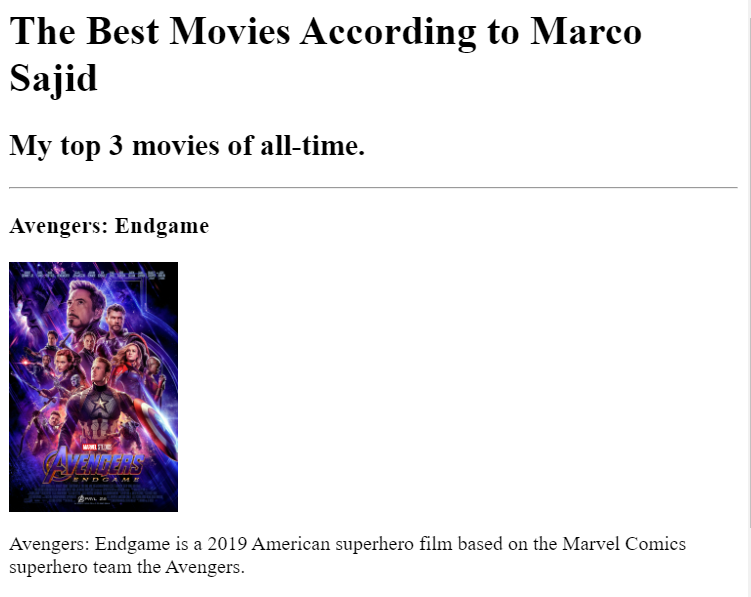 The Best Movies According to Marco
Sajid
My top 3 movies of all-time.
Avengers: Endgame
MARVEL STUDIOS
AVENGERS
ENDGAME
Avengers: Endgame is a 2019 American superhero film based on the Marvel Comics
superhero team the Avengers.